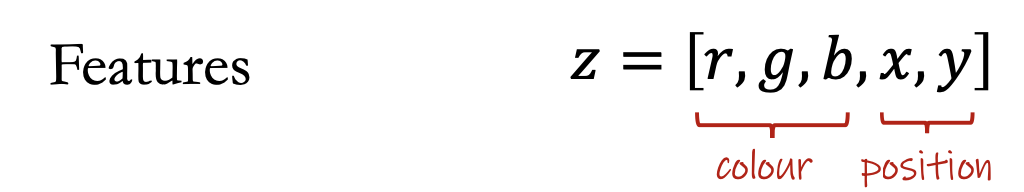 Features z = [r, g, b, x, y]
colour position